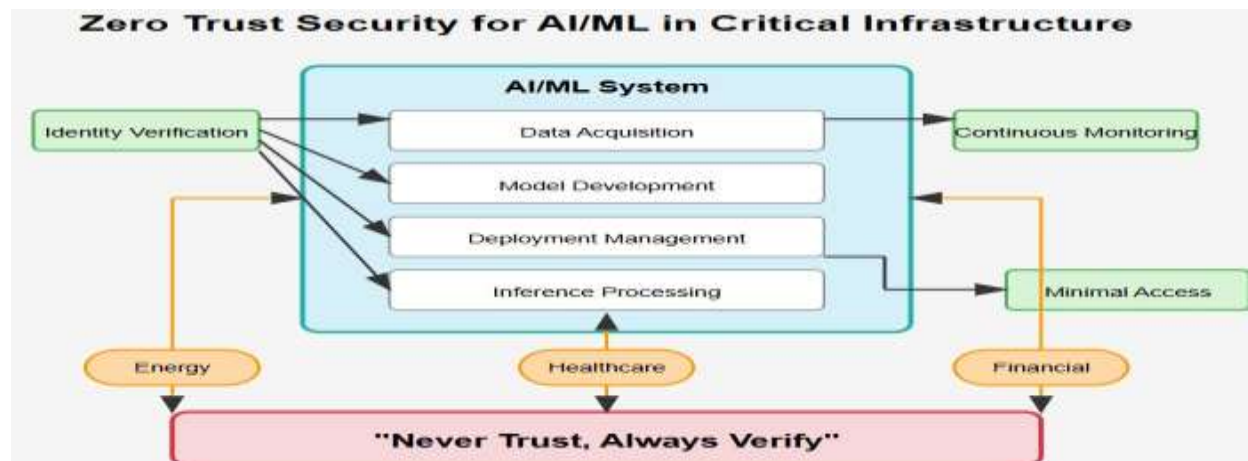 Zero Trust Security for AI/ML in Critical Infrastructure
AI/ML System
Identity Verification
Data Acquisition
Continuous Monitoring
Model Development
Deployment Management
Inference Processing
Minimal Access
Energy
Healthcare
Financial
"Never Trust, Always Verify"